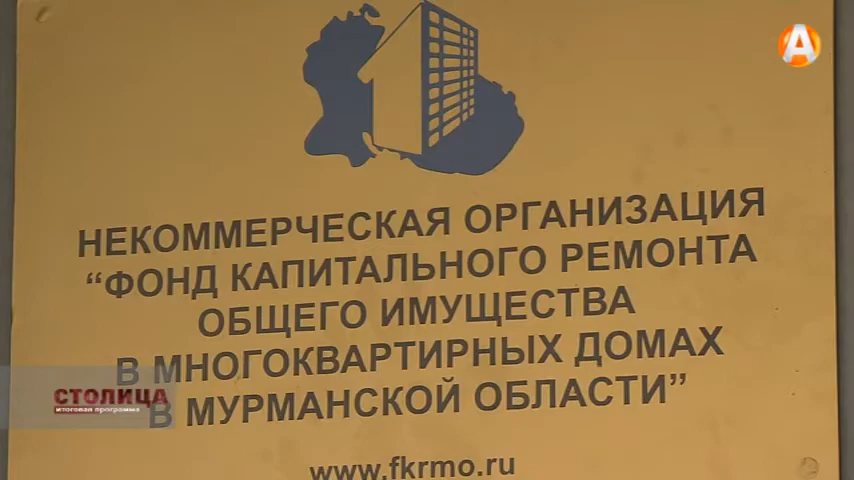 А
НЕКОММЕРЧЕСКАЯ ОРГАНИЗАЦИЯ
“ФОНД КАПИТАЛЬНОГО РЕМОНТА
ОБЩЕГО ИМУЩЕСТВА
В МНОГОКВАРТИРНЫХ ДОМАХ
В МУРМАНСКОЙ ОБЛАСТИ”
www.fkrmo.ru
СТОЛИЦА
итоговая программа